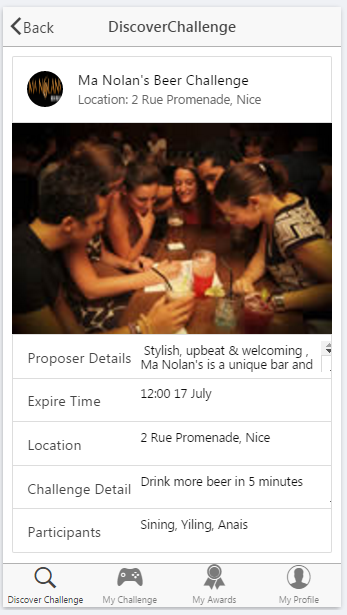 Back
DiscoverChallenge
MA NOLANS
Ma Nolan's Beer Challenge
Location: 2 Rue Promenade, Nice
Proposer Details
Stylish, upbeat & welcoming ,
Ma Nolan's is a unique bar and
Expire Time
12:00 17 July
Location
2 Rue Promenade, Nice
Challenge Detail
Drink more beer in 5 minutes
Participants
Sining, Yiling, Anais
Discover Challenge
My Challenge
My Awards
My Profile